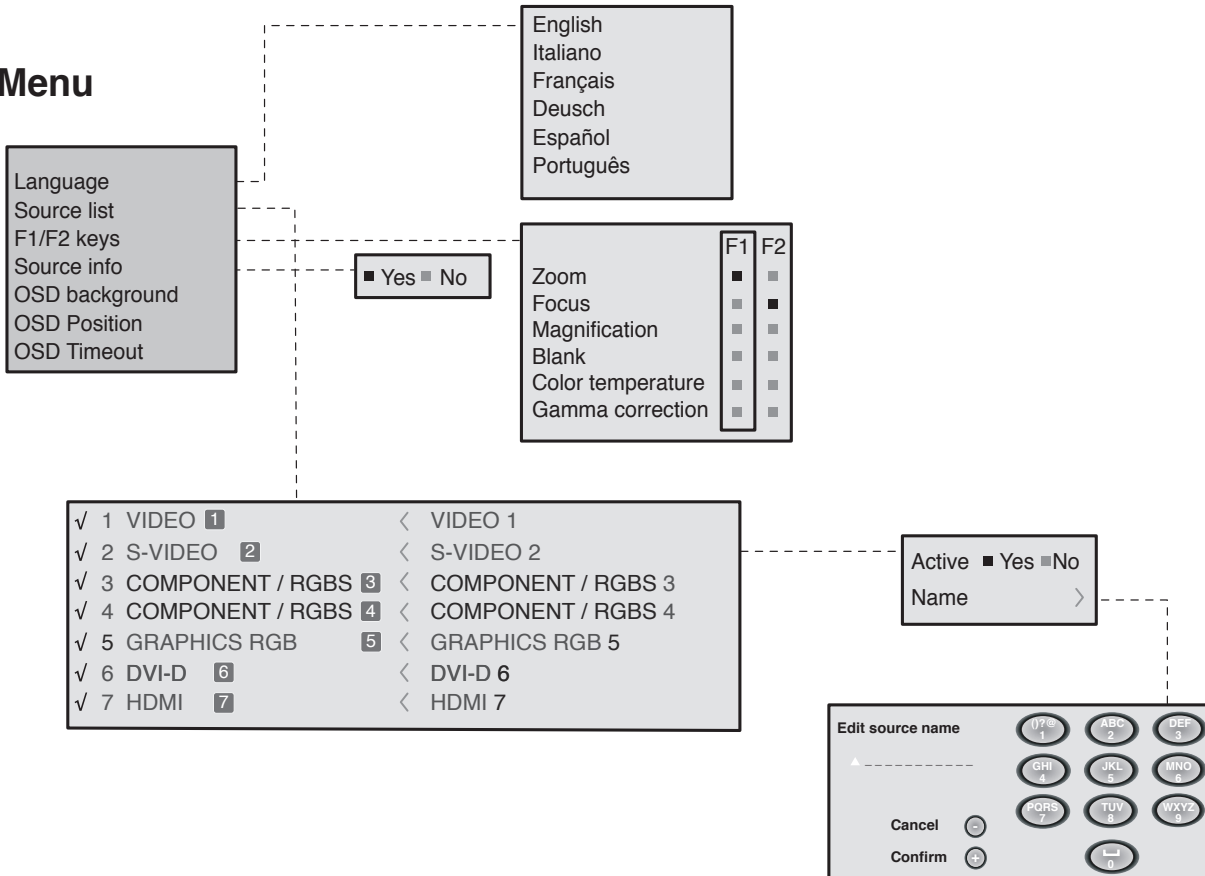 Menu
Language
Source list
F1/F2 keys
Source info
OSD background
OSD Position
OSD Timeout
English
Italiano
Français
Deusch
Español
Português
Yes No
F1 F2
Zoom
Focus
Magnification
Blank
Color temperature
Gamma correction
√ 1 VIDEO 1 < VIDEO 1
√ 2 S-VIDEO 2 < S-VIDEO 2
√ 3 COMPONENT / RGBS 3 < COMPONENT / RGBS 3
√ 4 COMPONENT / RGBS 4 < COMPONENT / RGBS 4
√ 5 GRAPHICS RGB 5 < GRAPHICS RGB 5
√ 6 DVI-D 6 < DVI-D 6
√ 7 HDMI 7 < HDMI 7
Active Yes No
Name >
Edit source name
()?@ ABC DEF
1 2 3
GHI JKL MNO
4 5 6
PQRS TUV WXYZ
7 8 9
Cancel -
Confirm +
0